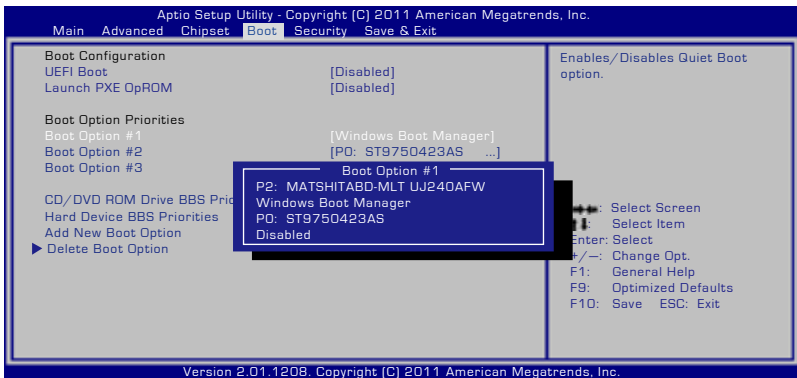 Aptio Setup Utility - Copyright (C) 2011 American Megatrends, Inc.
Main Advanced Chipset Boot Security Save & Exit
Boot Configuration
UEFI Boot [Disabled]
Launch PXE OpROM [Disabled]
Boot Option Priorities
Boot Option #1 [Windows Boot Manager]
Boot Option #2 [P0: ST9750423AS ...]
Boot Option #3
CD/DVD ROM Drive BBS Prio
Hard Device BBS Priorities
Add New Boot Option
Delete Boot Option
Boot Option #1
P2: MATSHITABD-MLT UJ240AFW
Windows Boot Manager
P0: ST9750423AS
Disabled
Enables/Disables Quiet Boot
option.
: Select Screen
: Select Item
Enter: Select
+/—: Change Opt.
F1: General Help
F9: Optimized Defaults
F10: Save ESC: Exit
Version 2.01.1208. Copyright (C) 2011 American Megatrends, Inc.